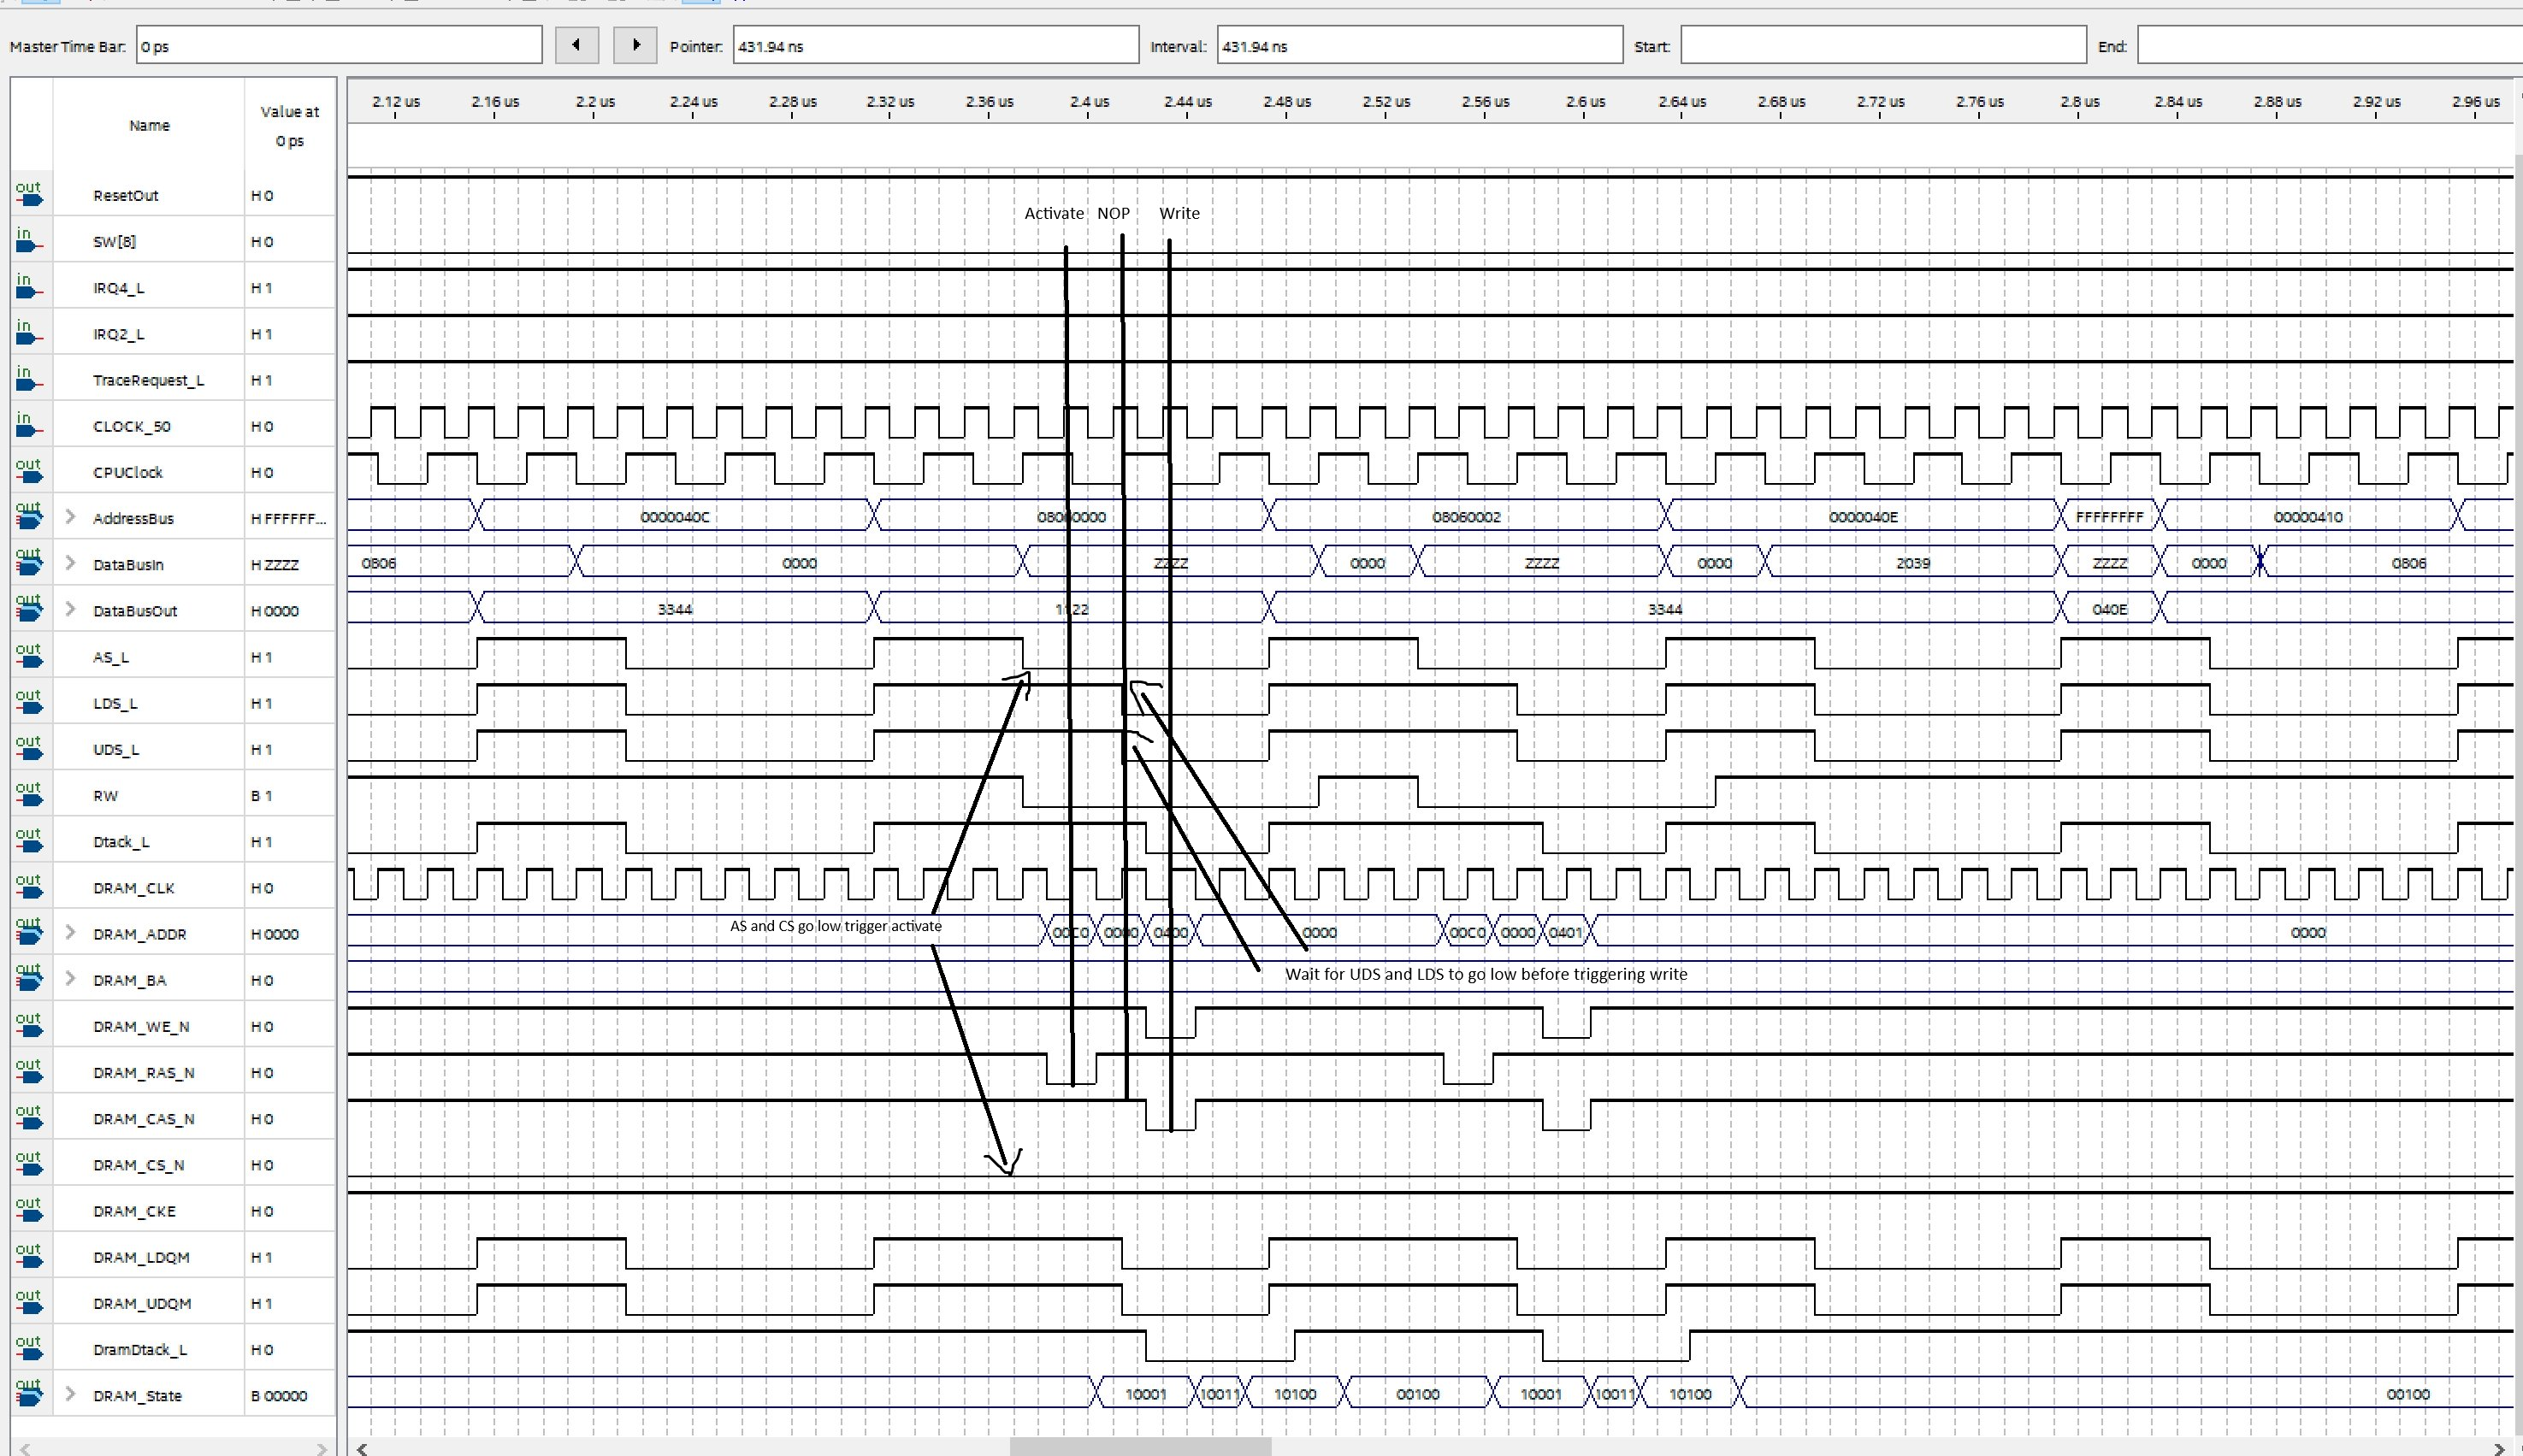 Master Time Bar: 0 ps Pointer: 431.94 ns Interval: 431.94 ns Start: End:
Name Value at 0 ps
2.12 us 2.16 us 2.2 us 2.24 us 2.28 us 2.32 us 2.36 us 2.4 us 2.44 us 2.48 us 2.52 us 2.56 us 2.6 us 2.64 us 2.68 us 2.72 us 2.76 us 2.8 us 2.84 us 2.88 us 2.92 us 2.96 us
out ResetOut H 0
Activate NOP Write
in SW[8] H 0
in IRQ4_L H 1
in IRQ2_L H 1
in TraceRequest_L H 1
in CLOCK_50 H 0
out CPUClock H 0
out AddressBus H FFFFFF... 0000040C 08060000 08060002 0000040E FFFFFFFF 00000410
out DataBusIn H ZZZZ 0806 0000 ZZZZ 0000 ZZZZ 0000 2039 ZZZZ 0000 0806
out DataBusOut H 0000 3344 1122 3344 040E
out AS_L H 1
out LDS_L H 1
out UDS_L H 1
out RW B 1
out Dtack_L H 1
out DRAM_CLK H 0
AS and CS go low trigger activate
out DRAM_ADDR H 0000 00C0 0000 0400 0000 00C0 0000 0401 0000
Wait for UDS and LDS to go low before triggering write
out DRAM_BA H 0
out DRAM_WE_N H 0
out DRAM_RAS_N H 0
out DRAM_CAS_N H 0
out DRAM_CS_N H 0
out DRAM_CKE H 0
out DRAM_LDQM H 1
out DRAM_UDQM H 1
out DramDtack_L H 0
out DRAM_State B 00000 10001 10011 10100 00100 10001 10011 10100 00100